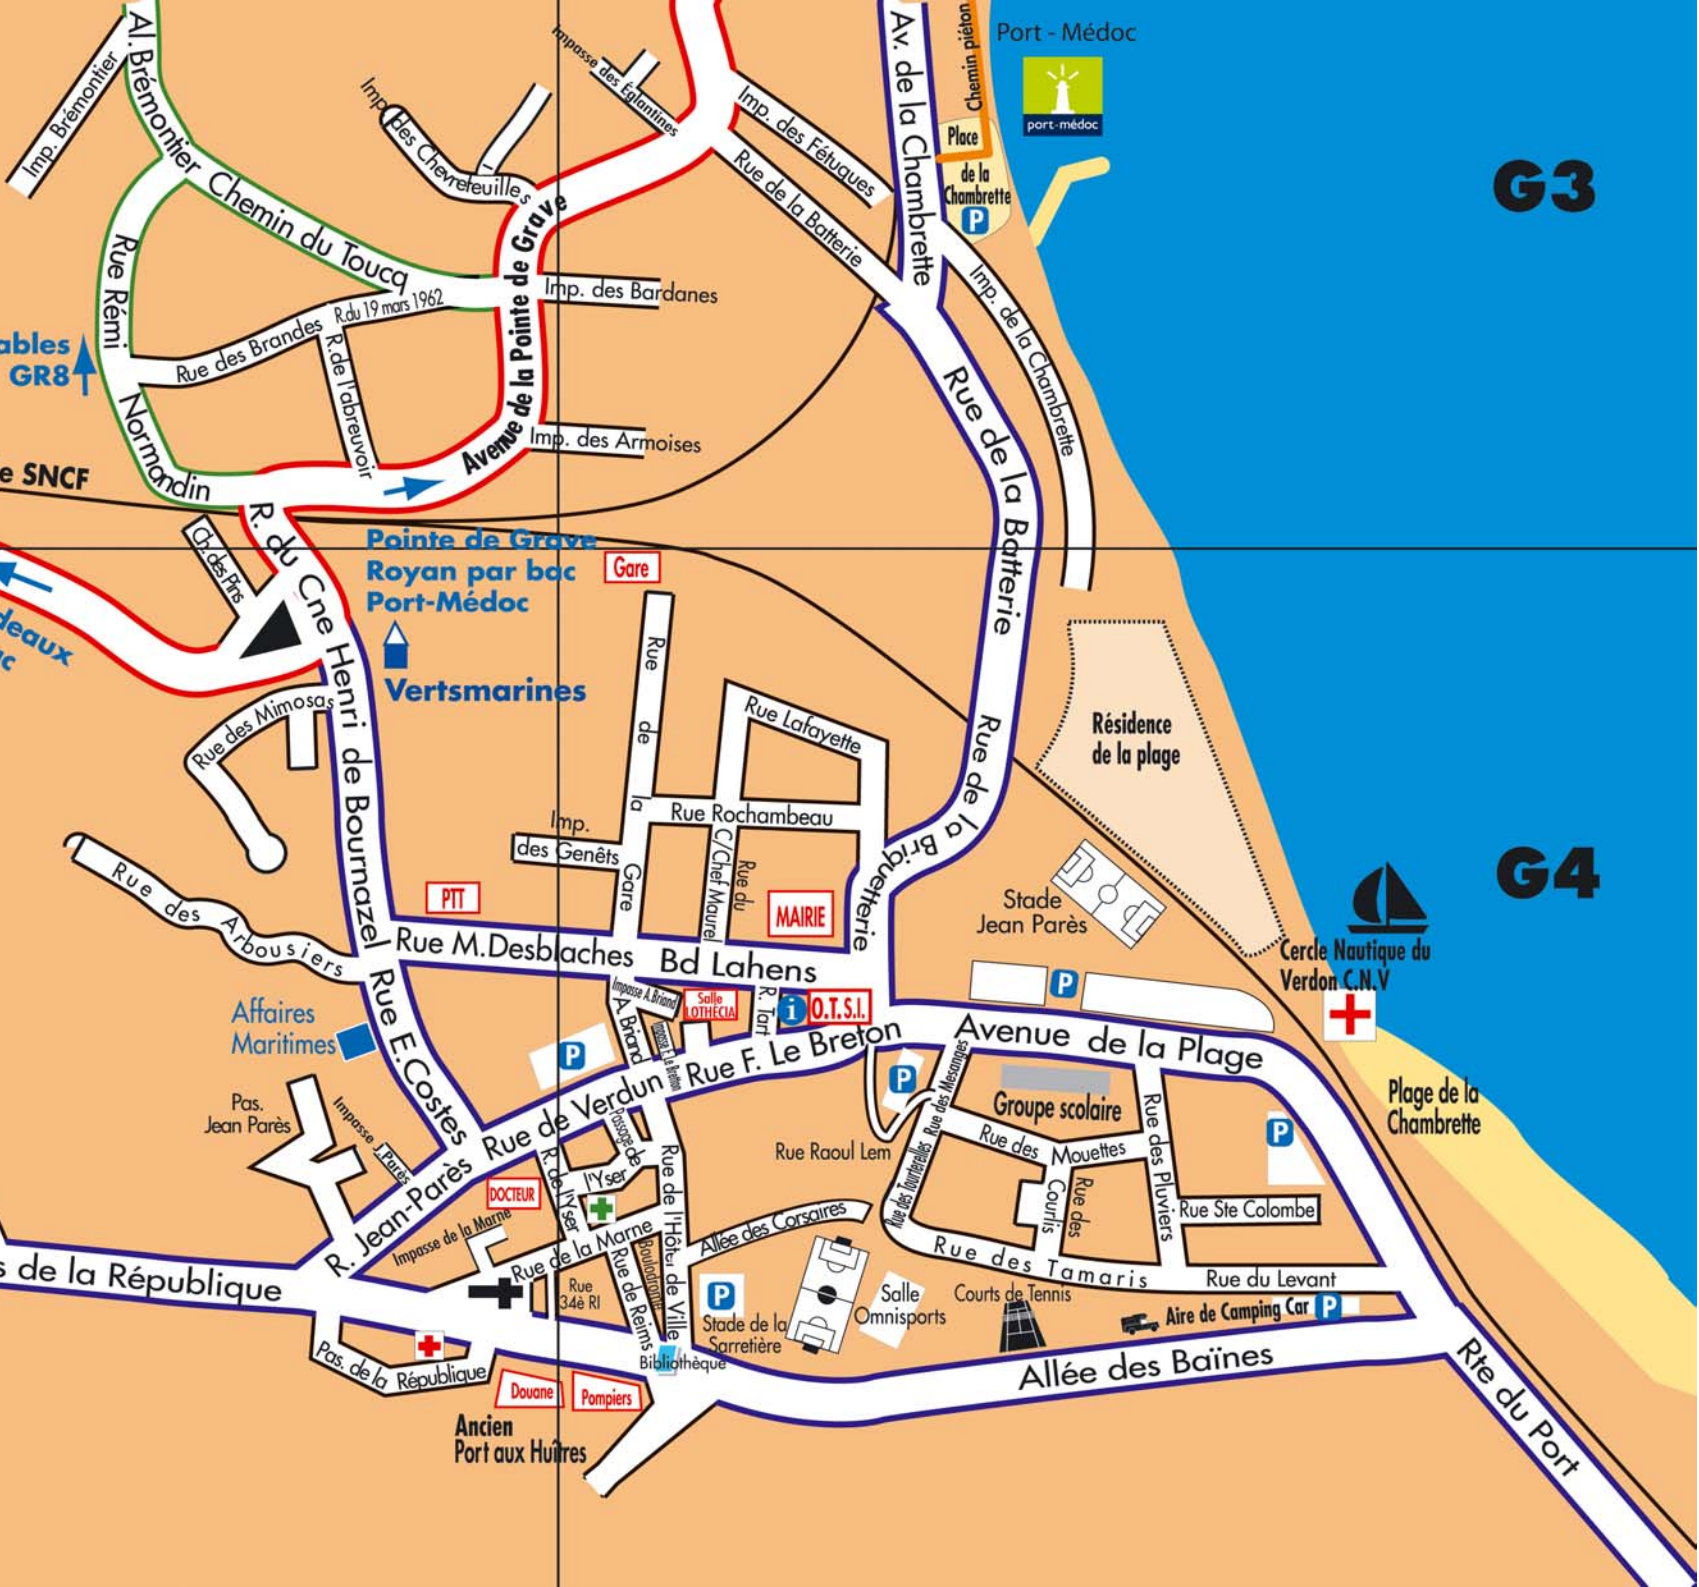 Al. Brémontier
Imp. Brémontier
Imp. des Chevrefeuilles
Impasse des Églantines
Imp. des Fétuques
Av. de la Chambrette
Chemin piéton
Port - Médoc
port-médoc
Place
de la
Chambrette
P
G3
Chemin du Toucq
Rue de la Batterie
Rue Rémi
Normandin
R.du 19 mars 1962
Rue des Brandes
R. de l'abreuvoir
Avenue de la Pointe de Grave
Imp. des Bardanes
Imp. des Armoises
Imp. de la Chambrette
Rue de la Batterie
ables
GR8
e SNCF
Ch. des Pins
R. du Cne Henri de Bournazel
Pointe de Grave
Royan par bac
Port-Médoc
Vertsmarines
Gare
deaux
c
Rue des Mimosas
Rue de la Gare
Rue Lafayette
Rue Rochambeau
Imp.
des Genêts
Rue du
C/Chef Maurel
Rue de la Briquetterie
Résidence
de la plage
G4
PTT
MAIRIE
Stade
Jean Parès
Cercle Nautique du
Verdon C.N.V
P
Rue des Arbousiers
Rue M.Desblaches
Bd Lahens
Impasse A.Briand
A. Briand
Salle
LOTHÉCIA
R. Tart
i
O.T.S.I.
Impasse F. Le Breton
Affaires
Maritimes
Rue E.Costes
P
Rue F. Le Breton
Avenue de la Plage
P
Groupe scolaire
Plage de la
Chambrette
P
Pas.
Jean Parès
Impasse J. Parès
Rue de Verdun
Passage de
l'Yser
R. de l'Yser
R. Jean-Parès
DOCTEUR
Rue de l'Hôtel de Ville
Rue Raoul Lem
Rue des Mesanges
Rue des Tourterelles
Rue des Mouettes
Rue des
Courlis
Rue des Pluviers
Rue Ste Colombe
Impasse de la Marne
Rue de la Marne
Allée des Corsaires
Rue des Tamaris
Rue du Levant
s de la République
Rue
34è RI
Rue de Reims
Boulodrome
P
Stade de la
Sarretière
Salle
Omnisports
Courts de Tennis
Aire de Camping Car P
Pas. de la République
Bibliothèque
Douane
Pompiers
Allée des Baïnes
Rte du Port
Ancien
Port aux Huîtres